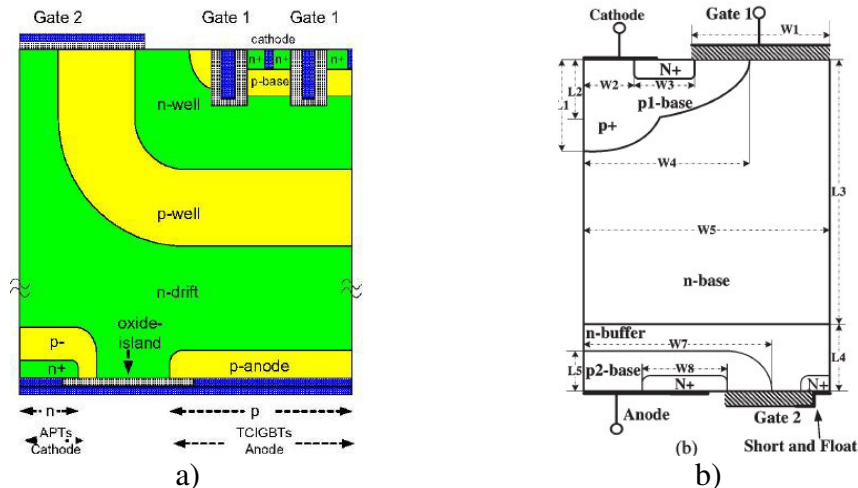 Gate 2
Gate 1
Gate 1
cathode
n+
n+
n+
p-base
n-well
p-well
n-drift
oxide-
island
p-
n+
p-anode
n
p
APTs
Cathode
TCIGBTs
Anode
a)
Cathode
Gate 1
W1
N+
W2
W3
L2
L1
p1-base
p+
W4
L3
W5
n-base
n-buffer
W7
L4
L5
p2-base
W8
N+
N+
Anode
Gate 2
(b)
Short and Float
b)